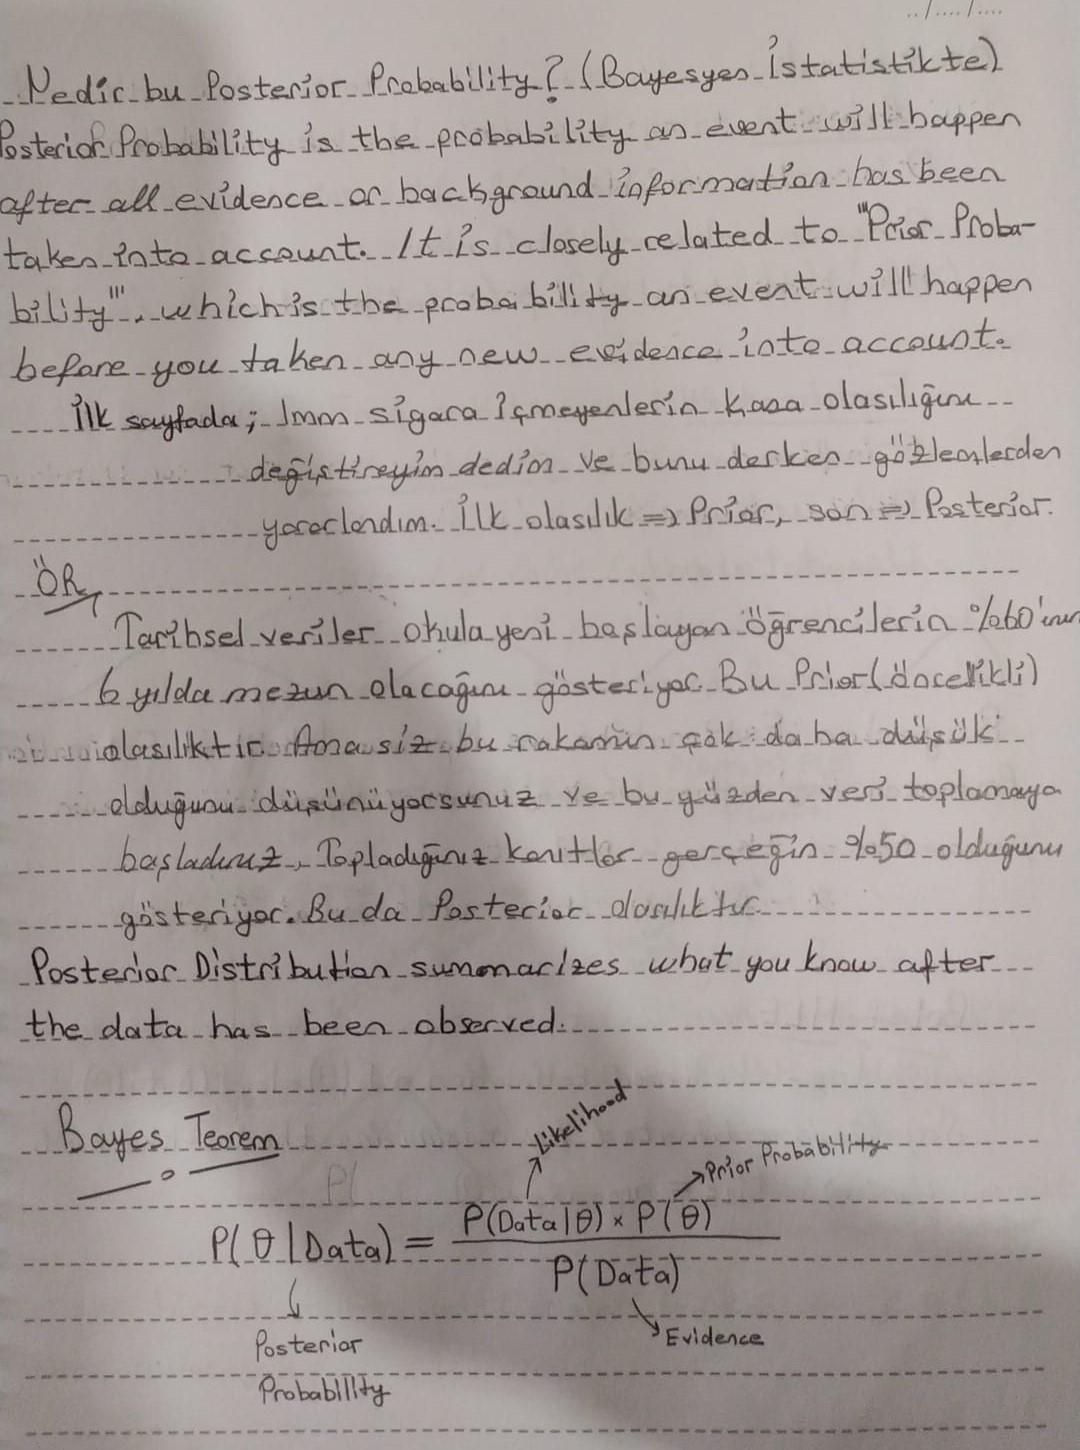 ../..../....
Nedir bu Posterior Probability? (Bayesyen İstatistikte)
Posterior Probability is the probability an event will happen
after all evidence or background information has been
taken into account. It is closely related to "Prior Proba-
bility", which is the probability an event will happen
before you taken any new evidence into account.
İlk sayfada; Imm sigara içmeyenlerin kaza olasılığını
değiştireyim dedim ve bunu derken gözlemlerden
yararlandım. İlk olasılık => Prior, son => Posterior.
ÖR
Tarihsel veriler okula yeni başlayan öğrencilerin %60'ının
6 yılda mezun olacağını gösteriyor. Bu Prior (öncelikli)
olasılıktır. Ama siz bu rakamın çok daha düşük
olduğunu düşünüyorsunuz ve bu yüzden veri toplamaya
başladınız, Topladığınız kanıtlar gerçeğin %50 olduğunu
gösteriyor. Bu da Posterior olasılıktır.
Posterior Distribution summarizes what you know after
the data has been observed.
Bayes Teorem
Likelihood
Prior Probability
P(θ|Data) = P(Data|θ) × P(θ)
P(Data)
Posterior
Probability
Evidence